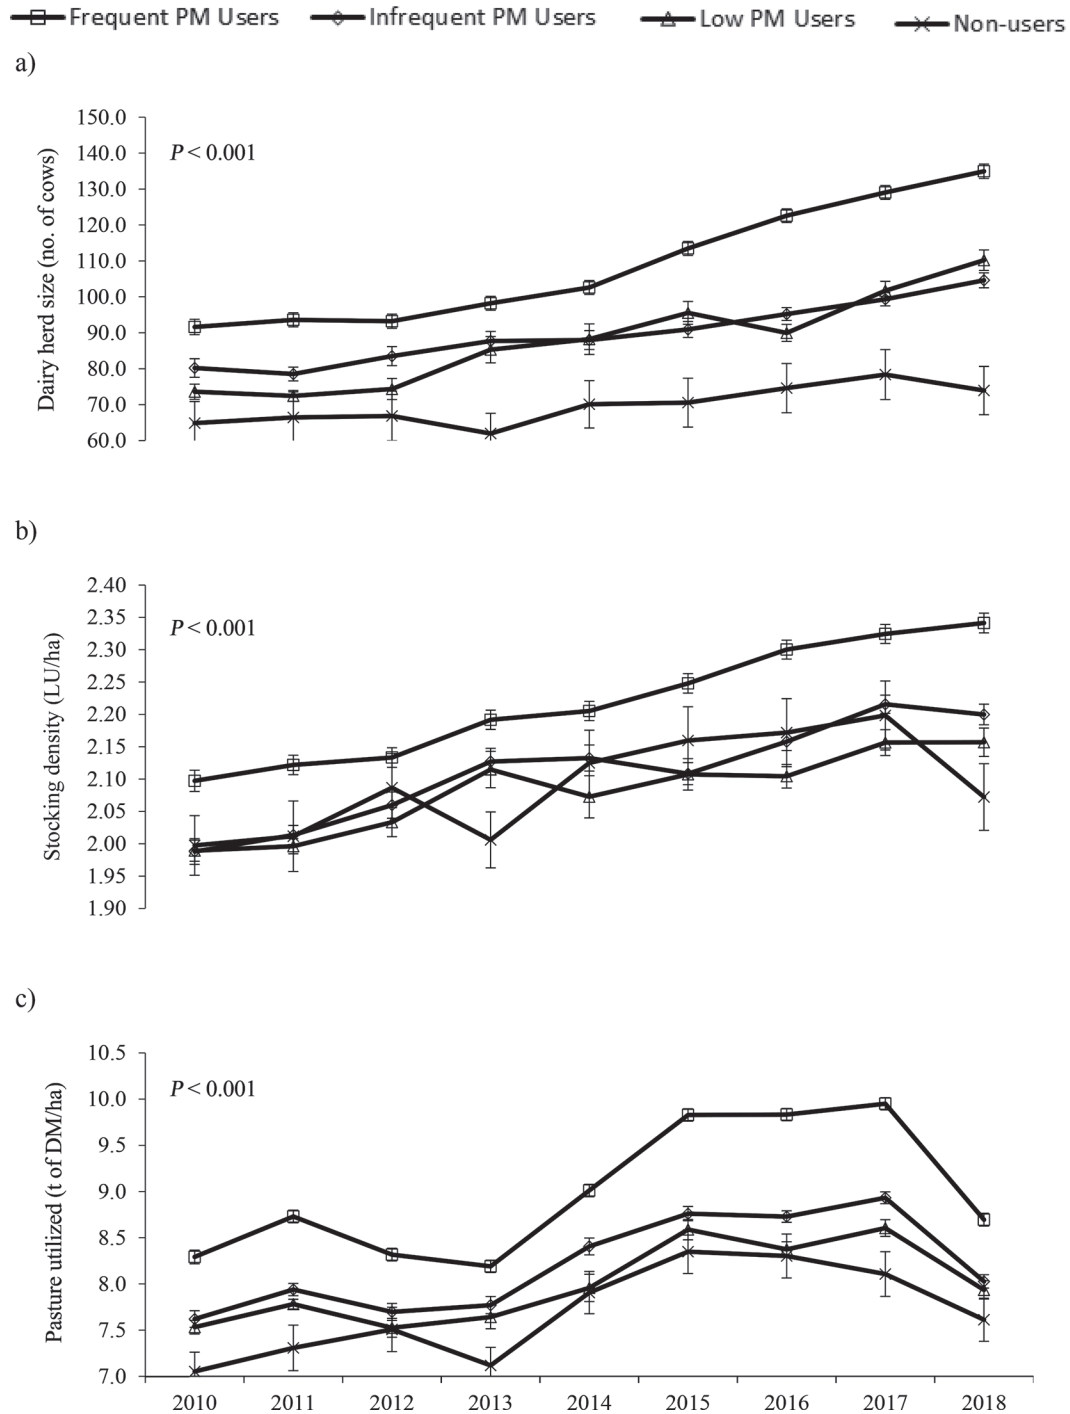 Frequent PM Users Infrequent PM Users Low PM Users Non-users
a)
Dairy herd size (no. of cows)
150.0
140.0
130.0
120.0
110.0
100.0
90.0
80.0
70.0
60.0
P < 0.001
b)
Stocking density (LU/ha)
2.40
2.35
2.30
2.25
2.20
2.15
2.10
2.05
2.00
1.95
1.90
P < 0.001
c)
Pasture utilized (t of DM/ha)
10.5
10.0
9.5
9.0
8.5
8.0
7.5
7.0
P < 0.001
2010 2011 2012 2013 2014 2015 2016 2017 2018